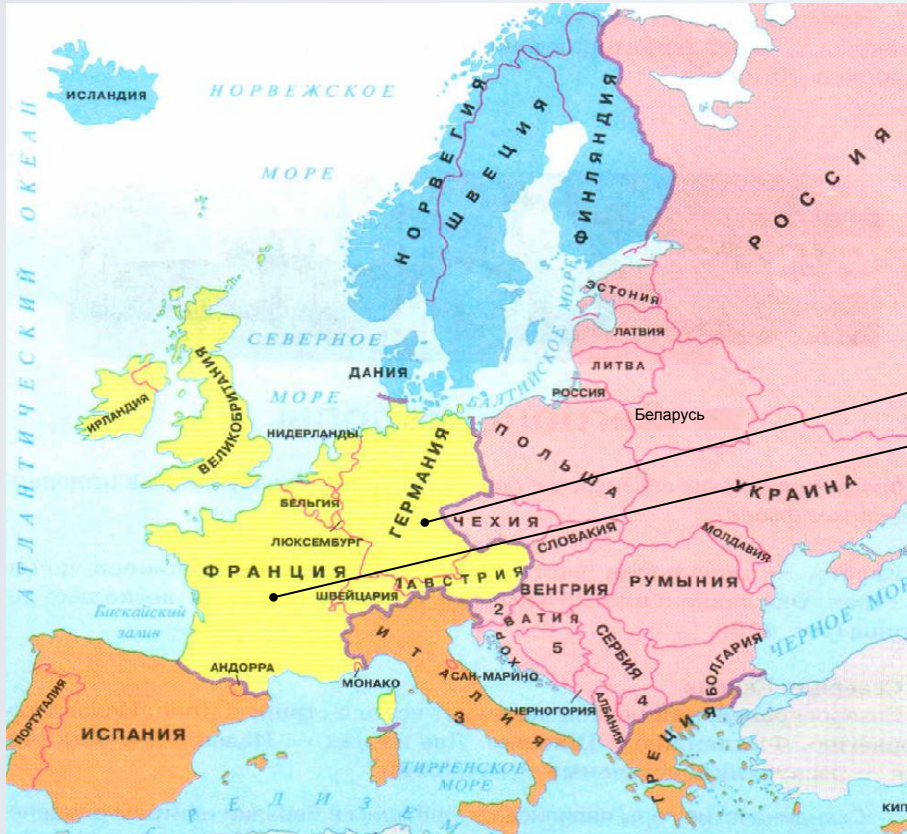 ИСЛАНДИЯ
НОРВЕЖСКОЕ
МОРЕ
АТЛАНТИЧЕСКИЙ ОКЕАН
НОРВЕГИЯ
ШВЕЦИЯ
ФИНЛЯНДИЯ
РОССИЯ
ЭСТОНИЯ
ЛАТВИЯ
ЛИТВА
РОССИЯ
Беларусь
БАЛТИЙСКОЕ МОРЕ
СЕВЕРНОЕ
МОРЕ
ДАНИЯ
ИРЛАНДИЯ
ВЕЛИКОБРИТАНИЯ
НИДЕРЛАНДЫ
БЕЛЬГИЯ
ЛЮКСЕМБУРГ
ГЕРМАНИЯ
ПОЛЬША
ЧЕХИЯ
СЛОВАКИЯ
УКРАИНА
МОЛДАВИЯ
ФРАНЦИЯ
ШВЕЙЦАРИЯ
1
АВСТРИЯ
ВЕНГРИЯ
РУМЫНИЯ
Бискайский
залив
2
ХОРВАТИЯ
5
СЕРБИЯ
БОЛГАРИЯ
ЧЕРНОЕ МОР
АНДОРРА
МОНАКО
ИТАЛИЯ
САН-МАРИНО
3
ЧЕРНОГОРИЯ
АЛБАНИЯ
4
ГРЕЦИЯ
ПОРТУГАЛИЯ
ИСПАНИЯ
ТИРРЕНСКОЕ
МОРЕ
РЕДИЗ
М
КИП